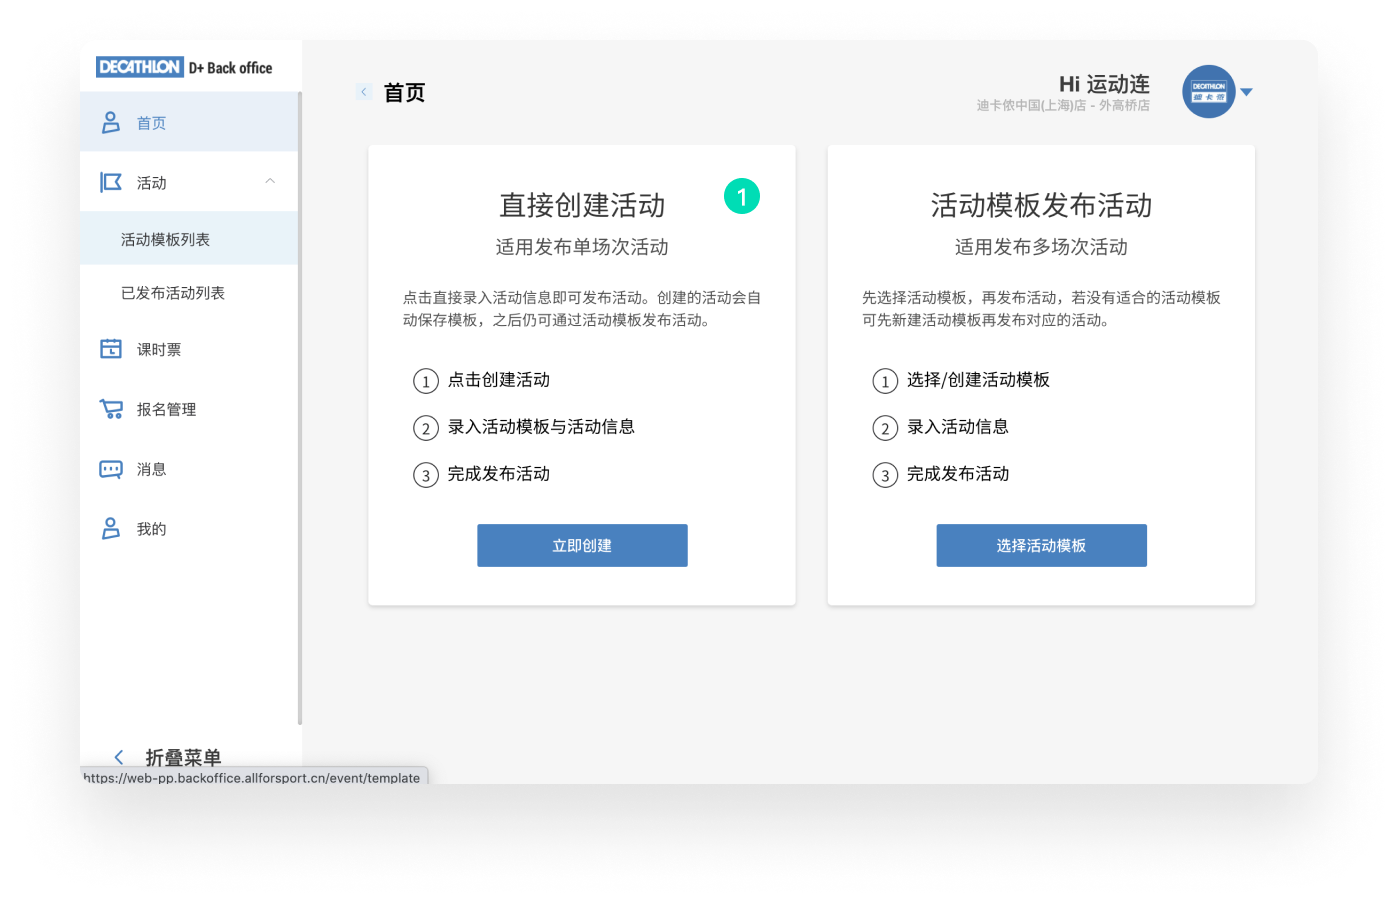 DECATHLON D+ Back office
首页
活动
活动模板列表
已发布活动列表
课时票
报名管理
消息
我的
折叠菜单
https://web-pp.backoffice.allforsport.cn/event/template
首页
Hi 运动连
迪卡侬中国(上海)店 - 外高桥店
DECATHLON
迪卡侬
直接创建活动
1
适用发布单场次活动
点击直接录入活动信息即可发布活动。创建的活动会自
动保存模板，之后仍可通过活动模板发布活动。
1 点击创建活动
2 录入活动模板与活动信息
3 完成发布活动
立即创建
活动模板发布活动
适用发布多场次活动
先选择活动模板，再发布活动，若没有适合的活动模板
可先新建活动模板再发布对应的活动。
1 选择/创建活动模板
2 录入活动信息
3 完成发布活动
选择活动模板